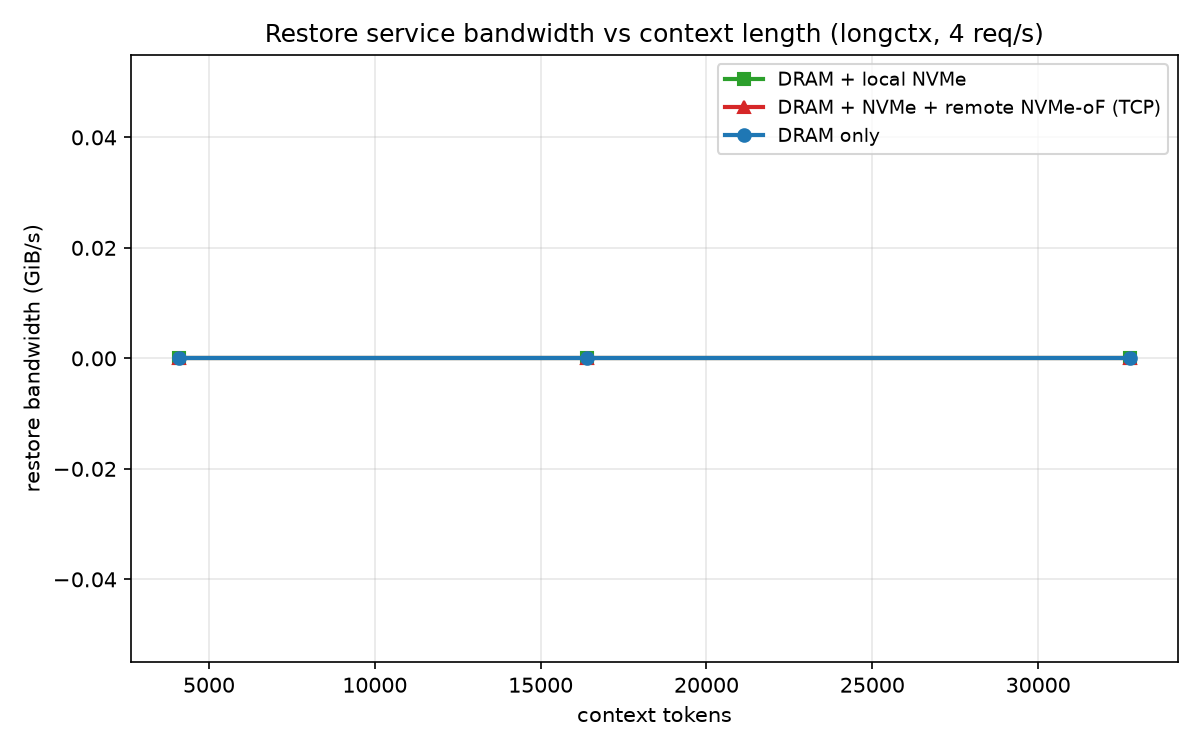 Restore service bandwidth vs context length (longctx, 4 req/s)
DRAM + local NVMe
DRAM + NVMe + remote NVMe-oF (TCP)
DRAM only
restore bandwidth (GiB/s)
0.04
0.02
0.00
−0.02
−0.04
5000 10000 15000 20000 25000 30000
context tokens